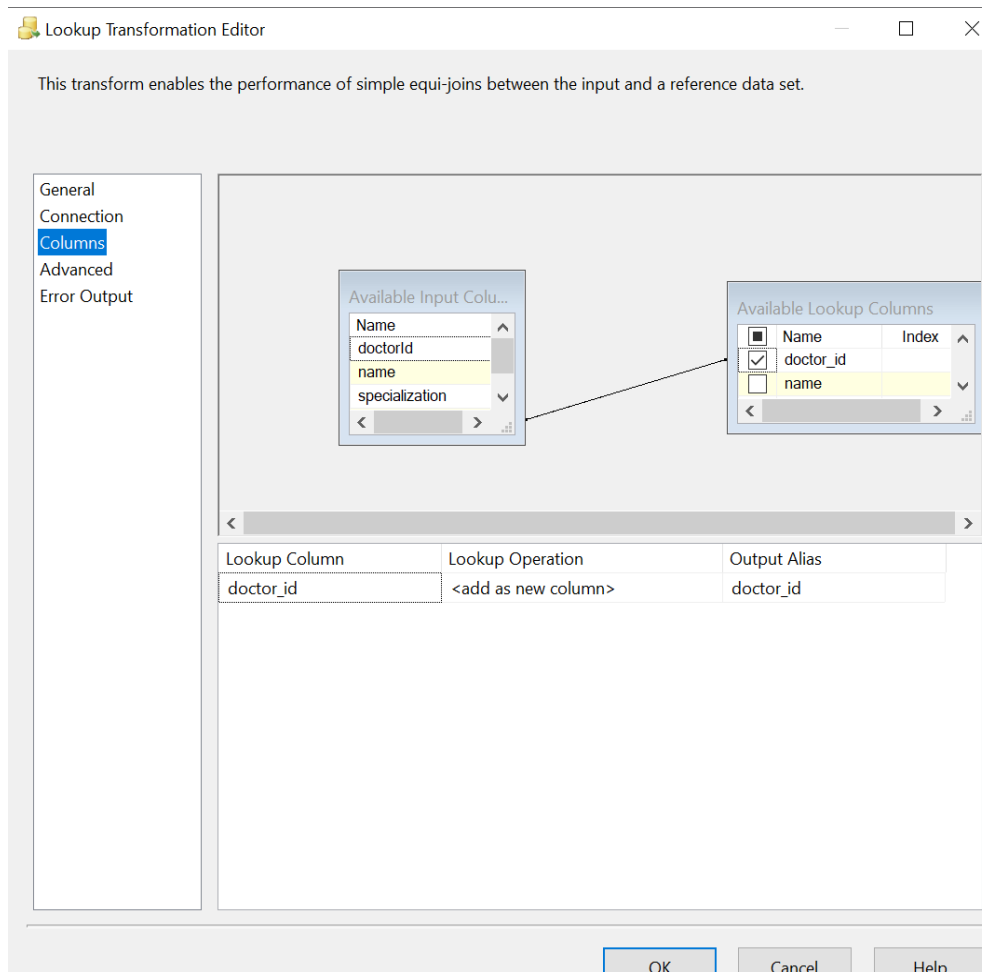 Lookup Transformation Editor
This transform enables the performance of simple equi-joins between the input and a reference data set.
General
Connection
Columns
Advanced
Error Output
Available Input Colu...
Name
doctorId
name
specialization
Available Lookup Columns
Name Index
doctor_id
name
Lookup Column Lookup Operation Output Alias
doctor_id <add as new column> doctor_id
OK Cancel Help